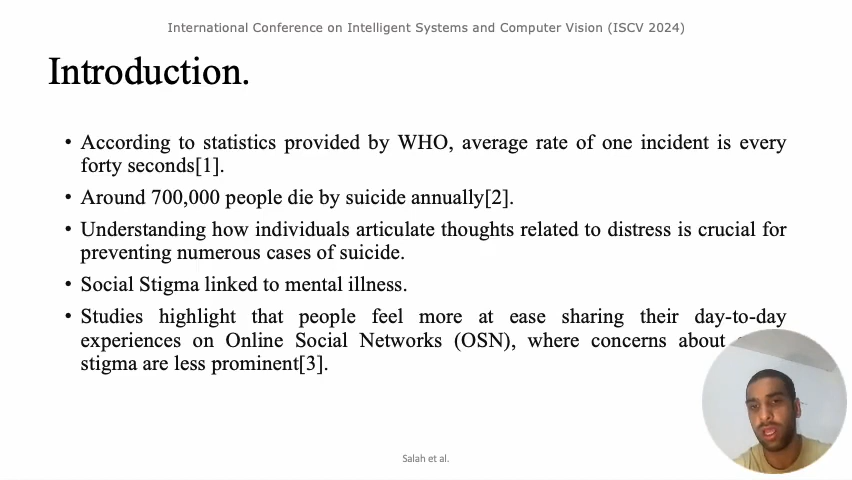 International Conference on Intelligent Systems and Computer Vision (ISCV 2024)
Introduction.
• According to statistics provided by WHO, average rate of one incident is every
forty seconds[1].
• Around 700,000 people die by suicide annually[2].
• Understanding how individuals articulate thoughts related to distress is crucial for
preventing numerous cases of suicide.
• Social Stigma linked to mental illness.
• Studies highlight that people feel more at ease sharing their day-to-day
experiences on Online Social Networks (OSN), where concerns about
stigma are less prominent[3].
Salah et al.